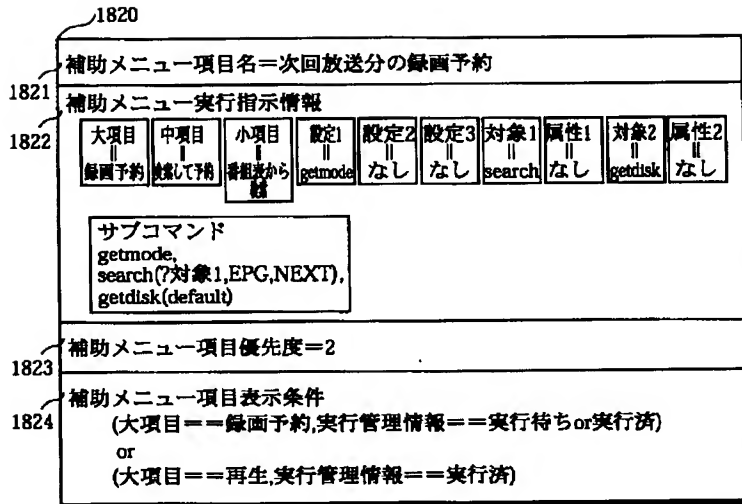 1820
補助メニュー項目名＝次回放送分の録画予約
1821
補助メニュー実行指示情報
1822
大項目 中項目 小項目 設定1 設定2 設定3 対象1 属性1 対象2 属性2
॥ ॥ ॥ ॥ ॥ ॥ ॥ ॥ ॥ ॥
録画予約 検索して予約 番組表から getmode なし なし search なし getdisk なし
サブコマンド
getmode,
search(?対象1,EPG,NEXT),
getdisk(default)
補助メニュー項目優先度＝2
1823
補助メニュー項目表示条件
1824
(大項目＝＝録画予約,実行管理情報＝＝実行待ちor実行済)
or
(大項目＝＝再生,実行管理情報＝＝実行済)